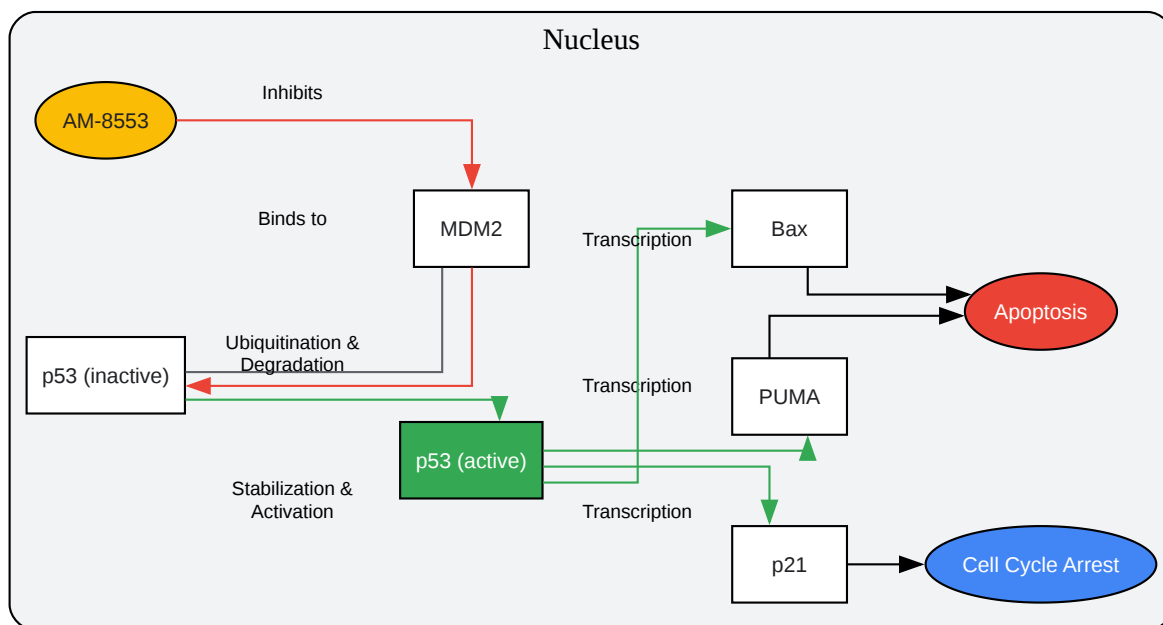 Nucleus
Inhibits
AM-8553
Binds to
MDM2
Transcription
Bax
Apoptosis
Ubiquitination &
Degradation
p53 (inactive)
Transcription
PUMA
p53 (active)
Stabilization &
Activation
Transcription
p21
Cell Cycle Arrest